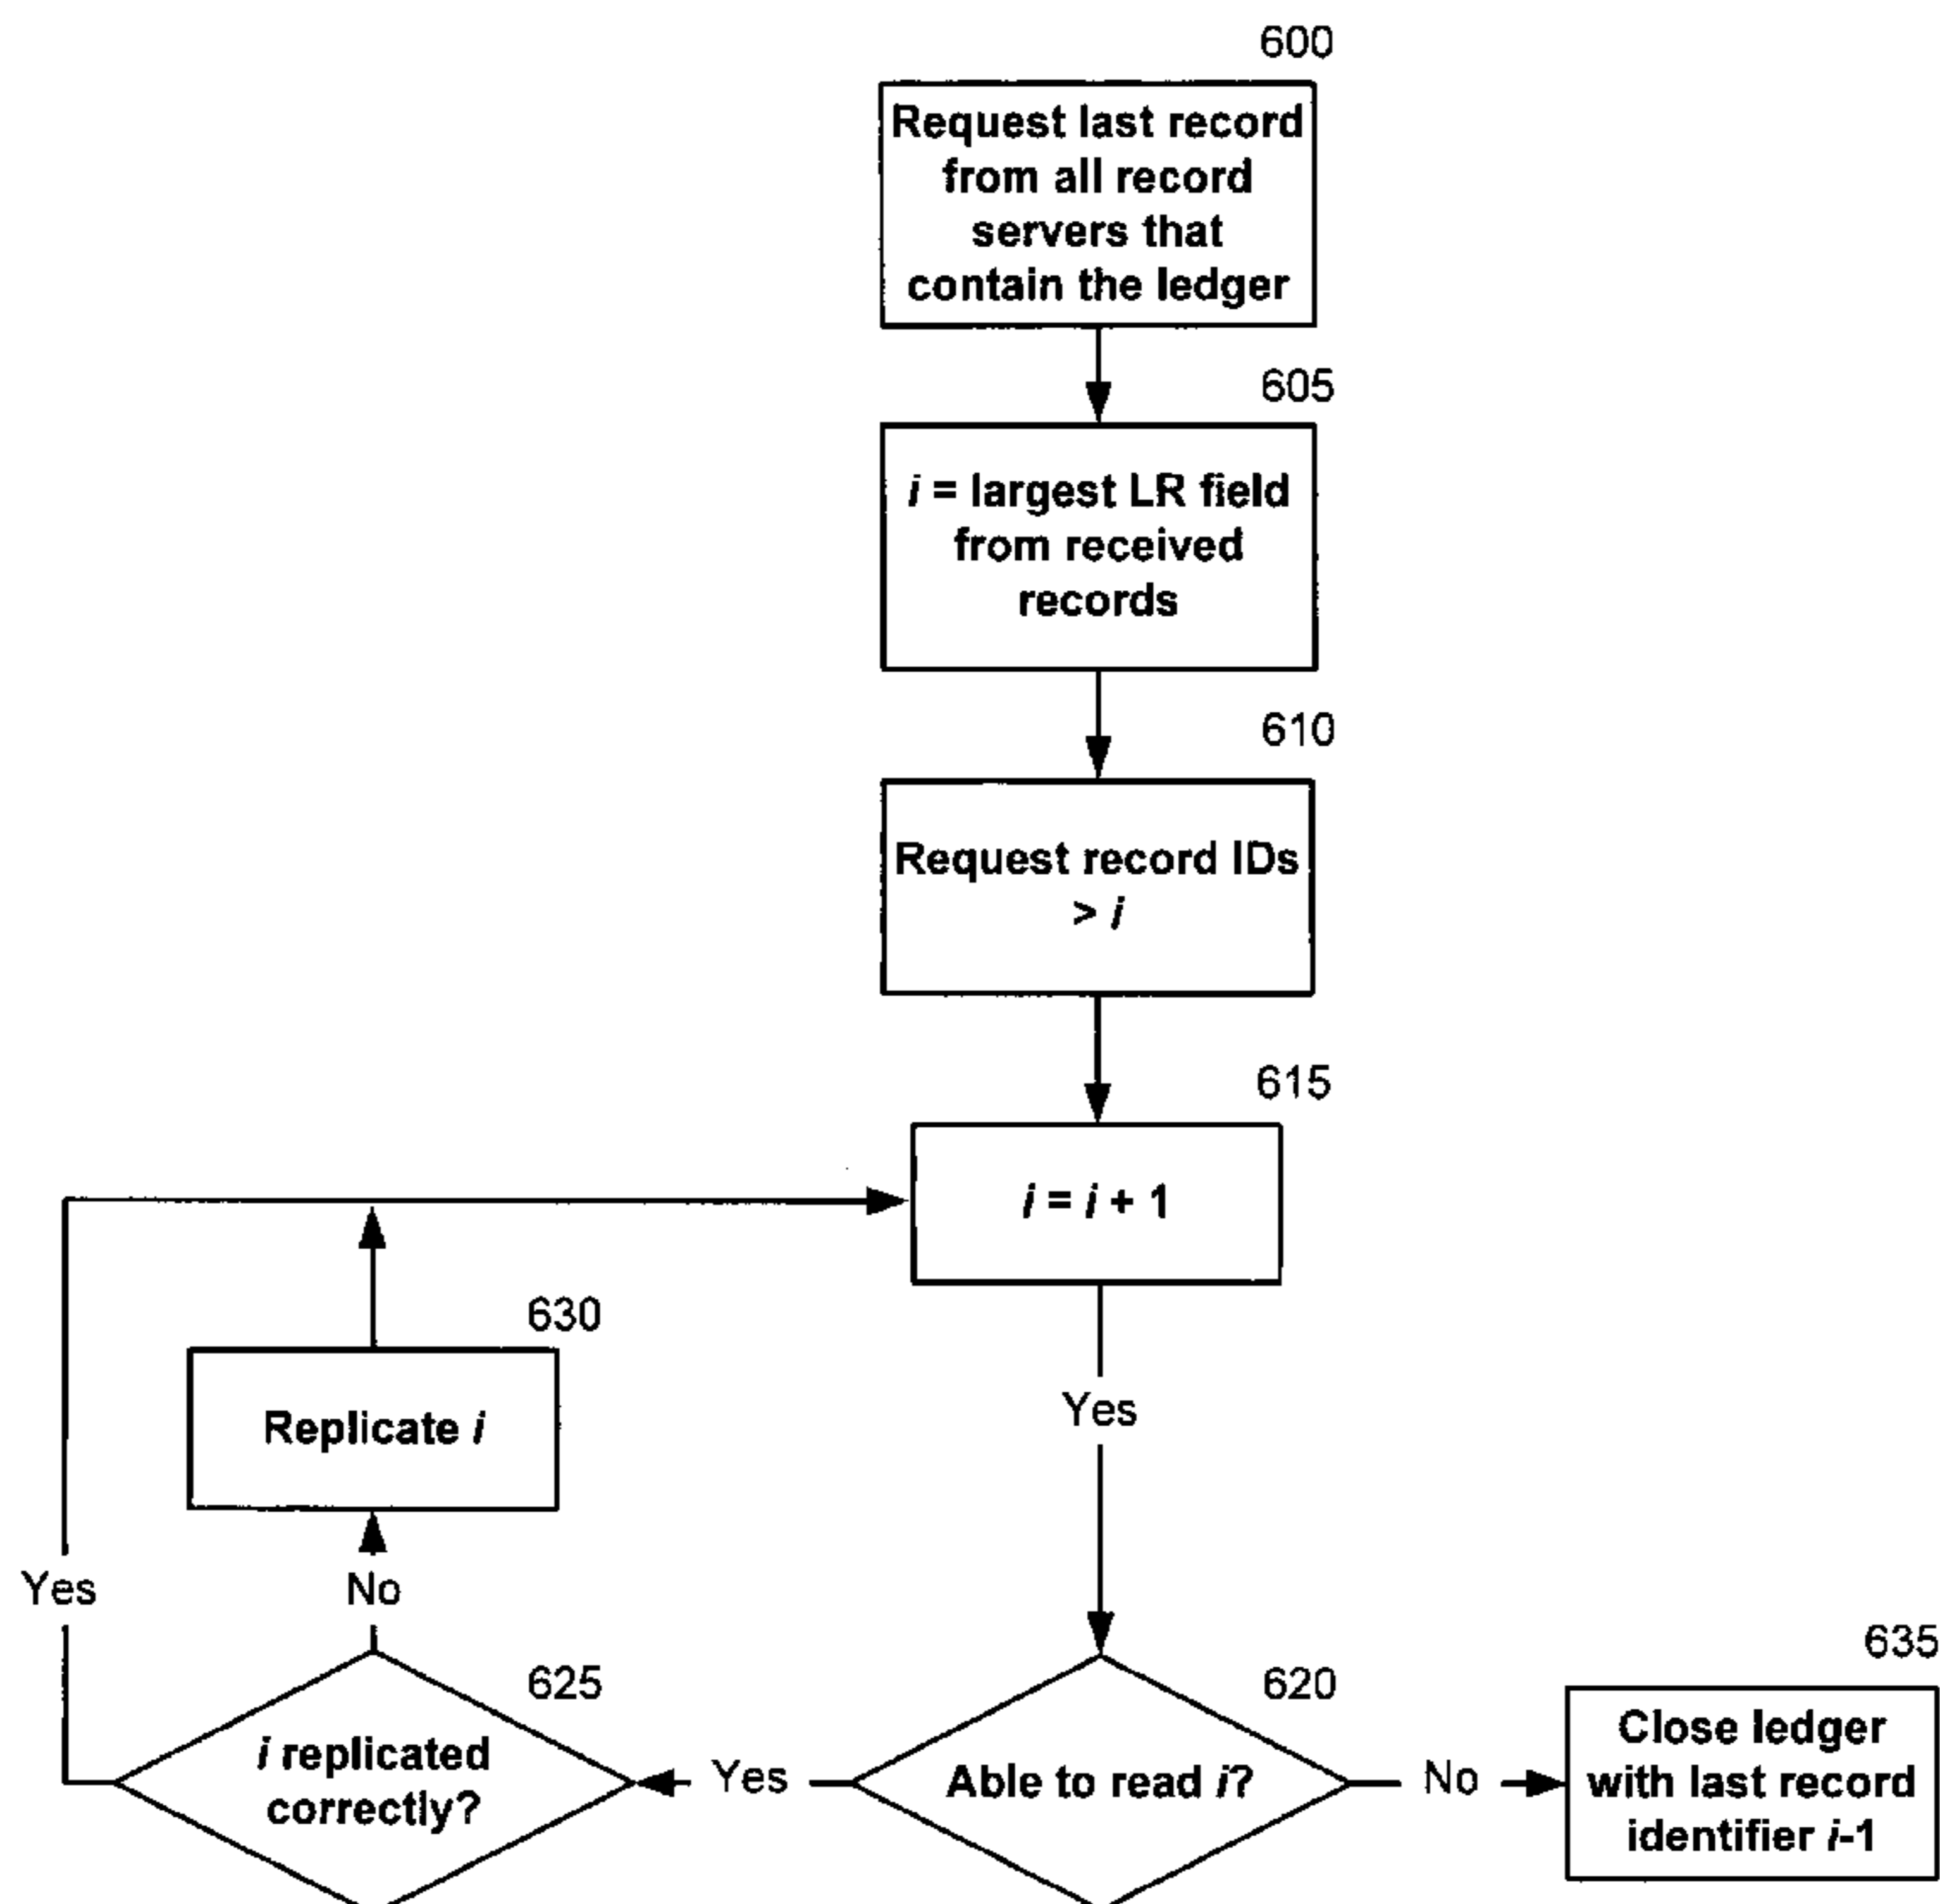 600
Request last record
from all record
servers that
contain the ledger
605
i = largest LR field
from received
records
610
Request record IDs
> i
615
i = i + 1
630
Replicate i
Yes
Yes
No
625
i replicated
correctly?
Yes
620
Able to read i?
No
635
Close ledger
with last record
identifier i-1